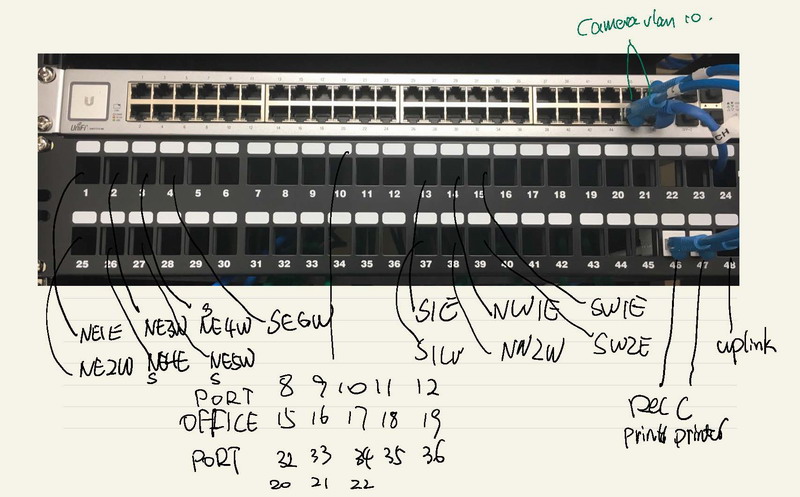 Camera vlan 10.
U
UniFi
CH
1 2 3 4 5 6 7 8 9 10 11 12 13 14 15 16 17 18 19 20 21 22 23 24
25 26 27 28 29 30 31 32 33 34 35 36 37 38 39 40 41 42 43 44 45 46 47 48
NE1E NE3W NE4W SE6W S1E NW1E SW1E
NE2W NE5W S1W NW2W SW2E uplink
PORT 8 9 10 11 12
OFFICE 15 16 17 18 19
PORT 32 33 34 35 36
20 21 22
Rec C
printer printer